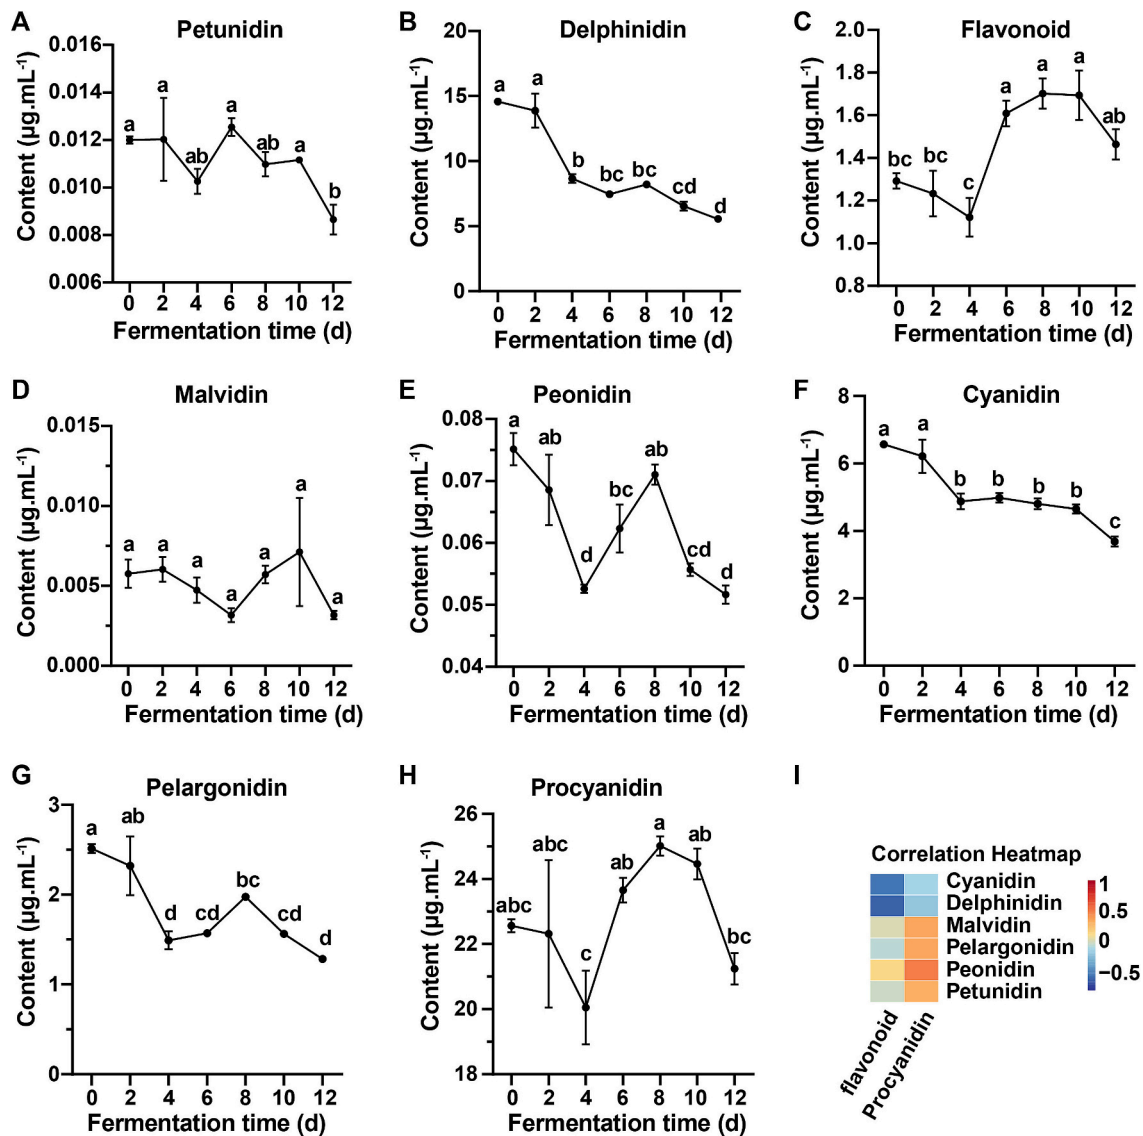 A
Petunidin
Content (µg.mL⁻¹)
0.016
0.014
0.012
0.010
0.008
0.006
a
a
ab
a
ab
a
b
0 2 4 6 8 10 12
Fermentation time (d)
B
Delphinidin
Content (µg.mL⁻¹)
20
15
10
5
0
a
a
b
bc
bc
cd
d
0 2 4 6 8 10 12
Fermentation time (d)
C
Flavonoid
Content (µg.mL⁻¹)
2.0
1.8
1.6
1.4
1.2
1.0
0.8
bc
bc
c
a
a
a
ab
0 2 4 6 8 10 12
Fermentation time (d)
D
Malvidin
Content (µg.mL⁻¹)
0.015
0.010
0.005
0.000
a
a
a
a
a
a
a
0 2 4 6 8 10 12
Fermentation time (d)
E
Peonidin
Content (µg.mL⁻¹)
0.08
0.07
0.06
0.05
0.04
a
ab
d
bc
ab
cd
d
0 2 4 6 8 10 12
Fermentation time (d)
F
Cyanidin
Content (µg.mL⁻¹)
8
6
4
2
0
a
a
b
b
b
b
c
0 2 4 6 8 10 12
Fermentation time (d)
G
Pelargonidin
Content (µg.mL⁻¹)
3
2
1
0
a
ab
d
cd
bc
cd
d
0 2 4 6 8 10 12
Fermentation time (d)
H
Procyanidin
Content (µg.mL⁻¹)
26
24
22
20
18
abc
abc
c
ab
a
ab
bc
0 2 4 6 8 10 12
Fermentation time (d)
I
Correlation Heatmap
Cyanidin
Delphinidin
Malvidin
Pelargonidin
Peonidin
Petunidin
flavonoid
Procyanidin
1
0.5
0
−0.5